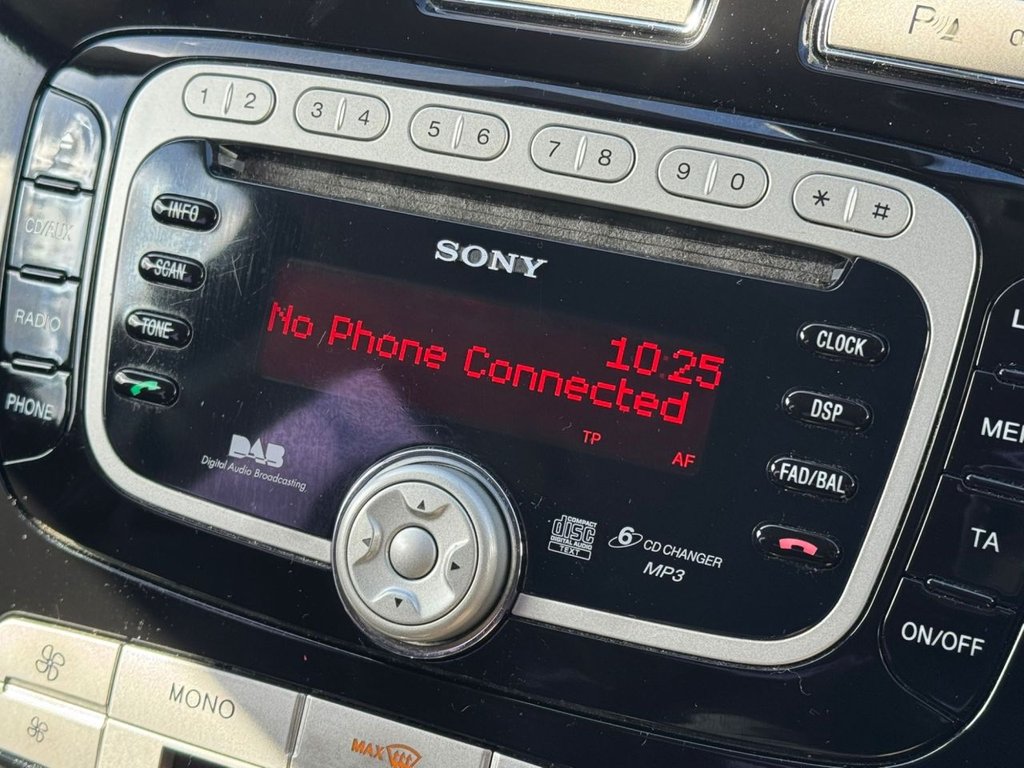 P
1 2
3 4
5 6
7 8
9 0
* #
INFO
CD/AUX
SONY
SCAN
RADIO
TONE
10:25
No Phone Connected
CLOCK
PHONE
DSP
TP
AF
FAD/BAL
DAB
Digital Audio Broadcasting
COMPACT
disc
DIGITAL AUDIO
TEXT
6 CD CHANGER
MP3
TA
ON/OFF
MONO
MAX